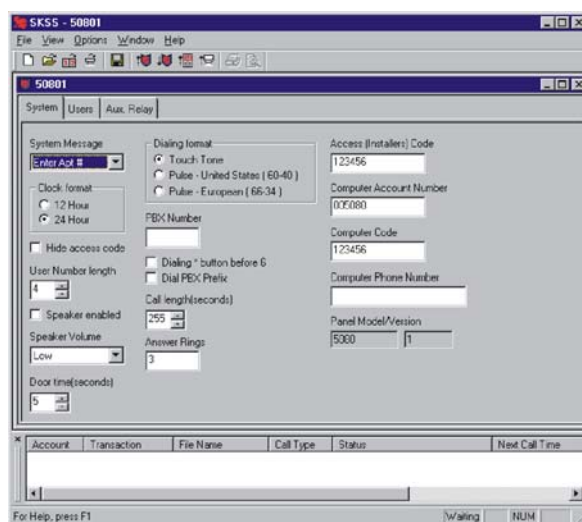 SKSS - 50801
File View Options Window Help
50801
System Users Aux. Relay
System Message
Enter Apt #
Clock format
12 Hour
24 Hour
Hide access code
User Number length
4
Speaker enabled
Speaker Volume
Low
Door time(seconds)
5
Dialing format
Touch Tone
Pulse - United States ( 60-40 )
Pulse - European ( 66-34 )
PBX Number
Dialing * button before 6
Dial PBX Prefix
Call length(seconds)
255
Answer Rings
3
Access (Installers) Code
123456
Computer Account Number
005080
Computer Code
123456
Computer Phone Number
Panel Model/Version
5080 1
Account Transaction File Name Call Type Status Next Call Time
For Help, press F1 Waiting NUM